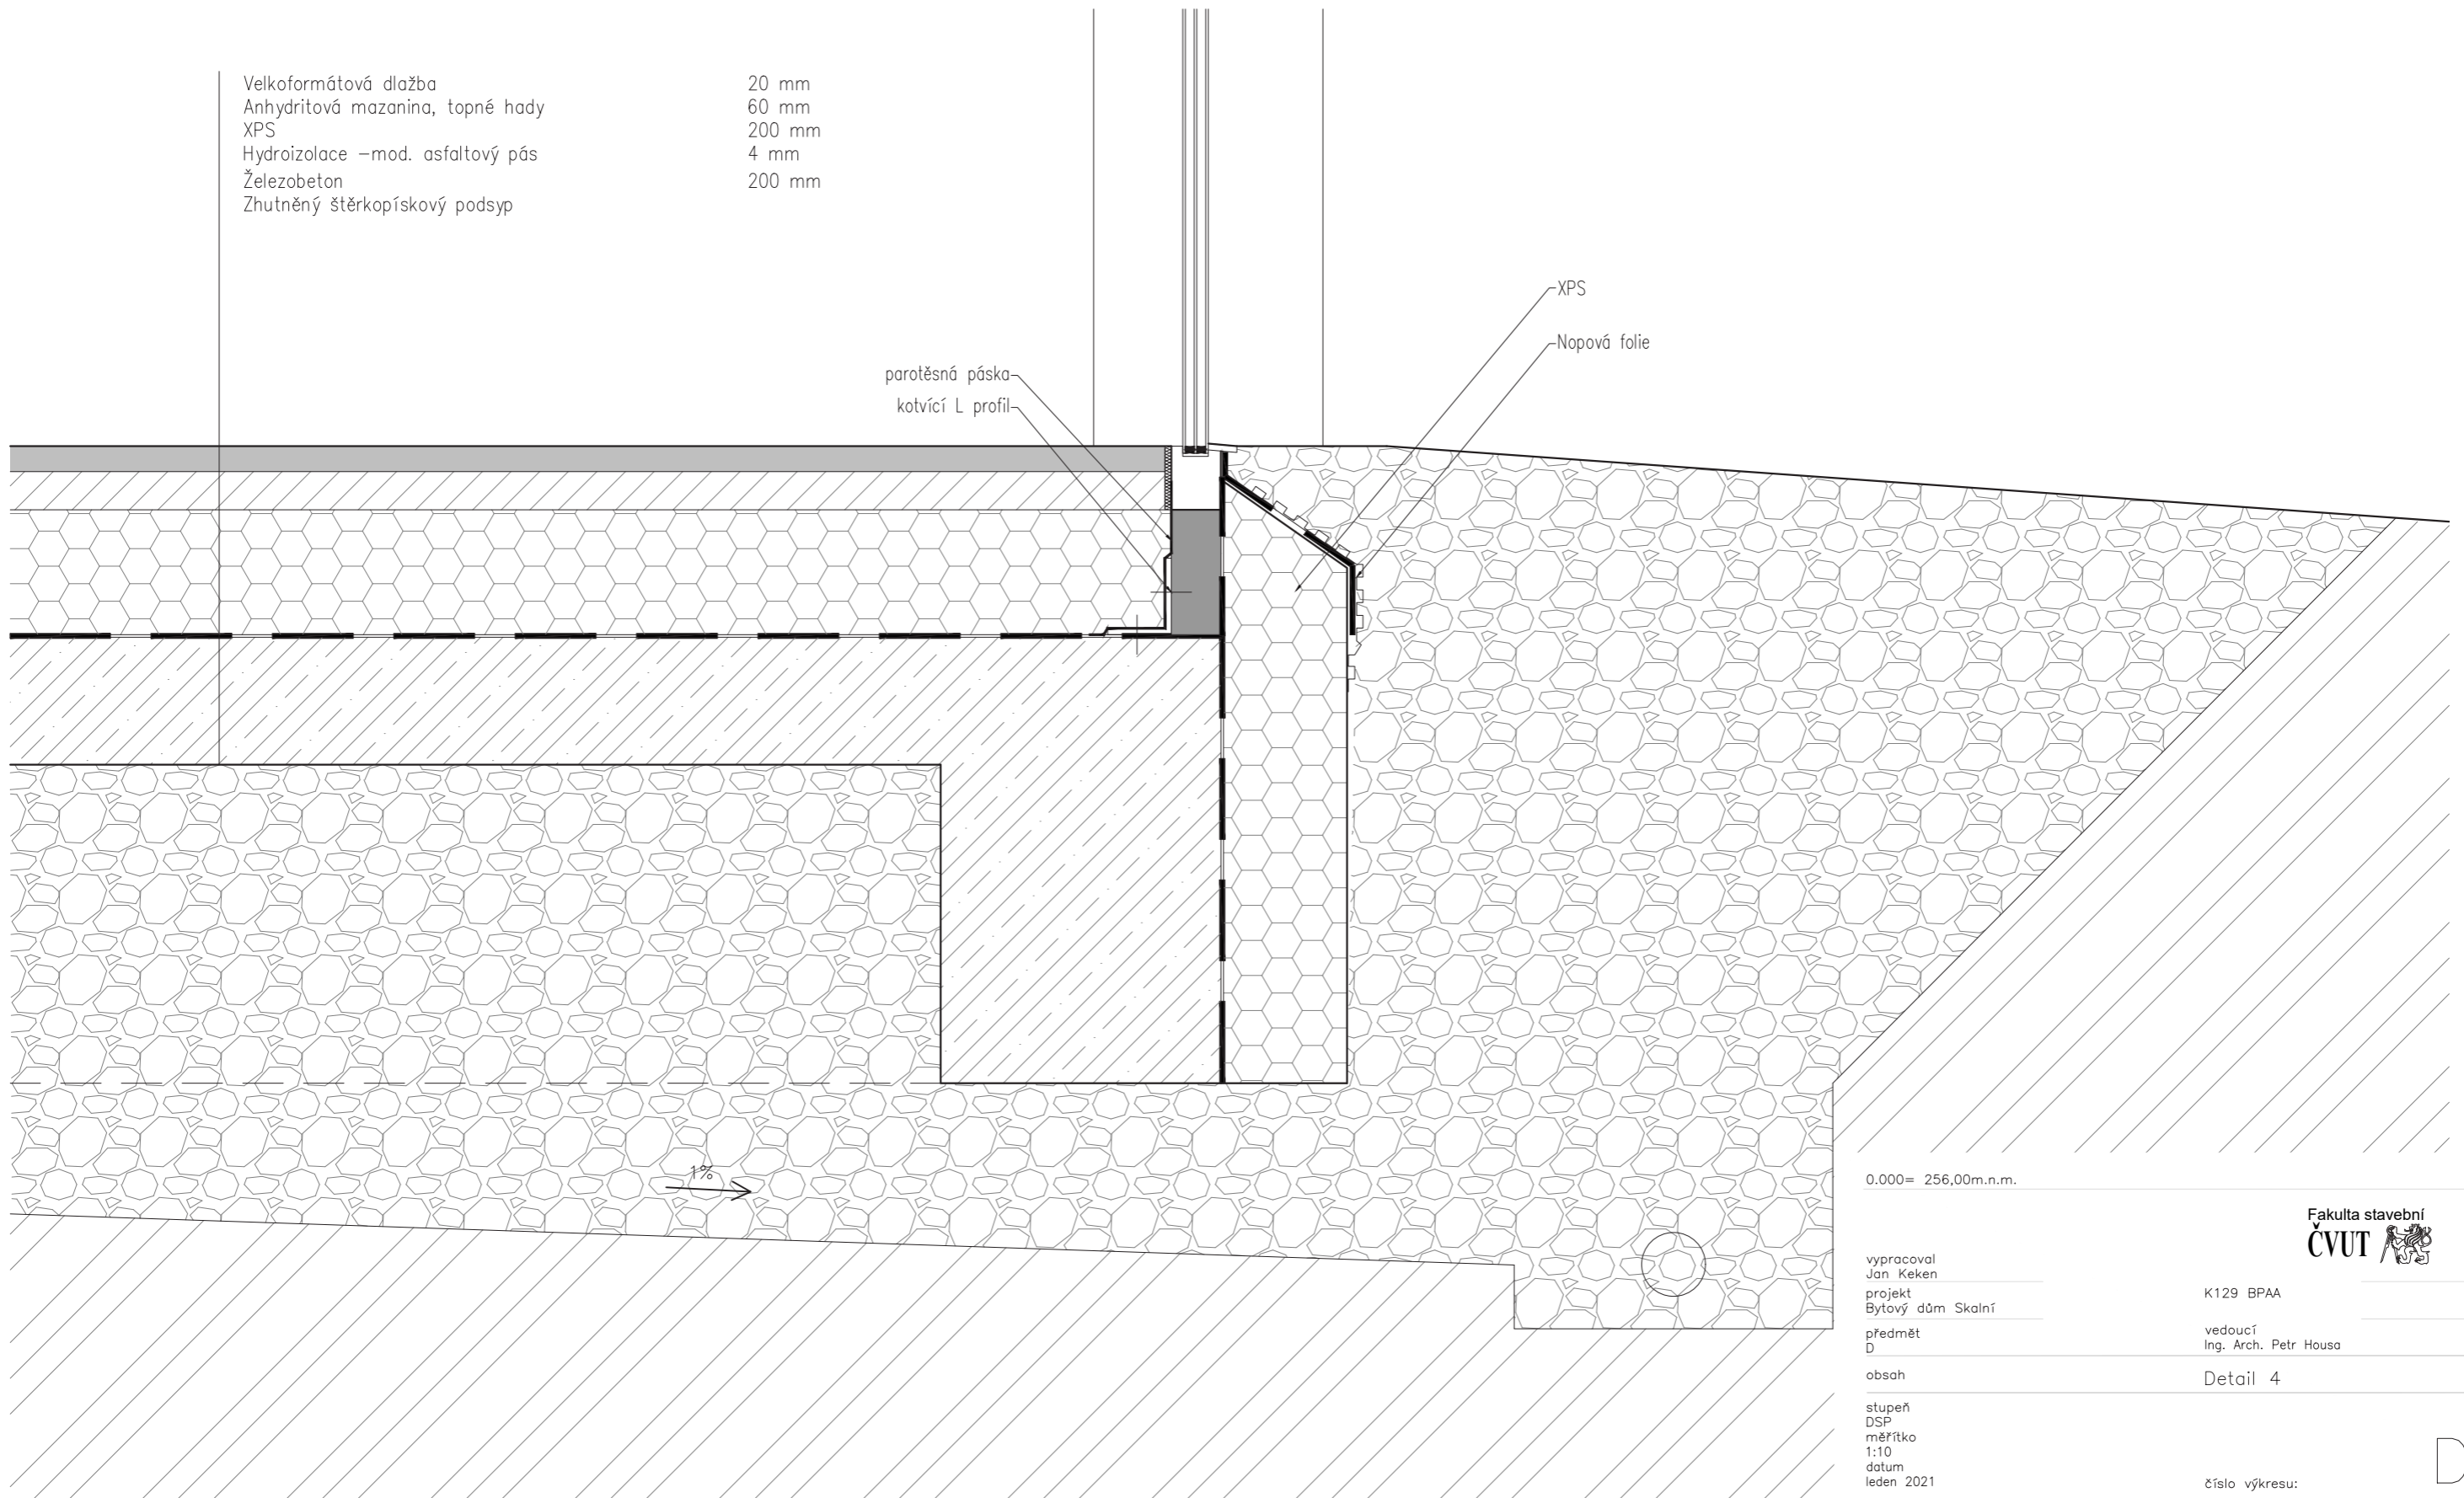 Velkoformátová dlažba 20 mm
Anhydritová mazanina, topné hady 60 mm
XPS 200 mm
Hydroizolace –mod. asfaltový pás 4 mm
Železobeton 200 mm
Zhutněný štěrkopískový podsyp
XPS
Nopová folie
parotěsná páska
kotvící L profil
1%
0.000= 256,00m.n.m.
Fakulta stavební
ČVUT
vypracoval
Jan Keken
projekt
Bytový dům Skalní
K129 BPAA
předmět
D
vedoucí
Ing. Arch. Petr Housa
obsah
Detail 4
stupeň
DSP
měřítko
1:10
datum
leden 2021
číslo výkresu: